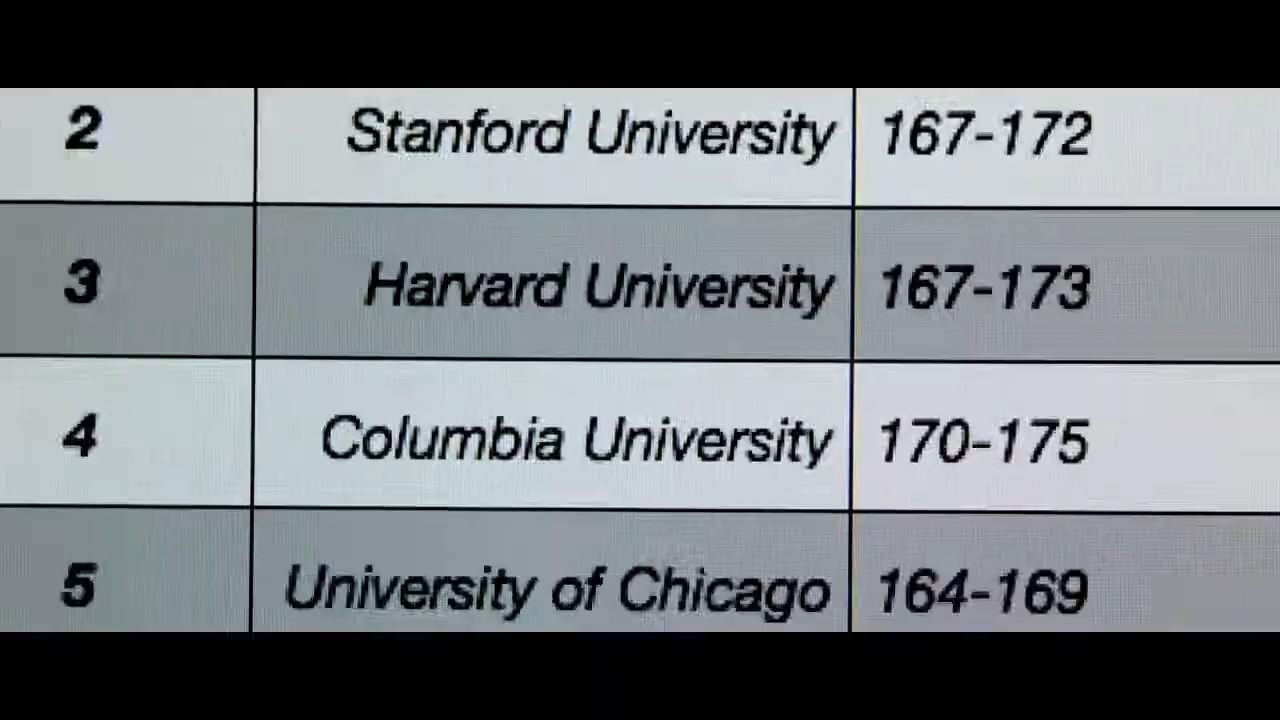 2 Stanford University 167-172
3 Harvard University 167-173
4 Columbia University 170-175
5 University of Chicago 164-169